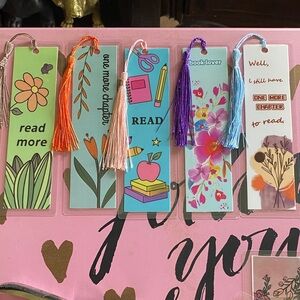 read
more
one more chapter
READ
book lover
Well,
I still have
ONE MORE
CHAPTER
to read.
you